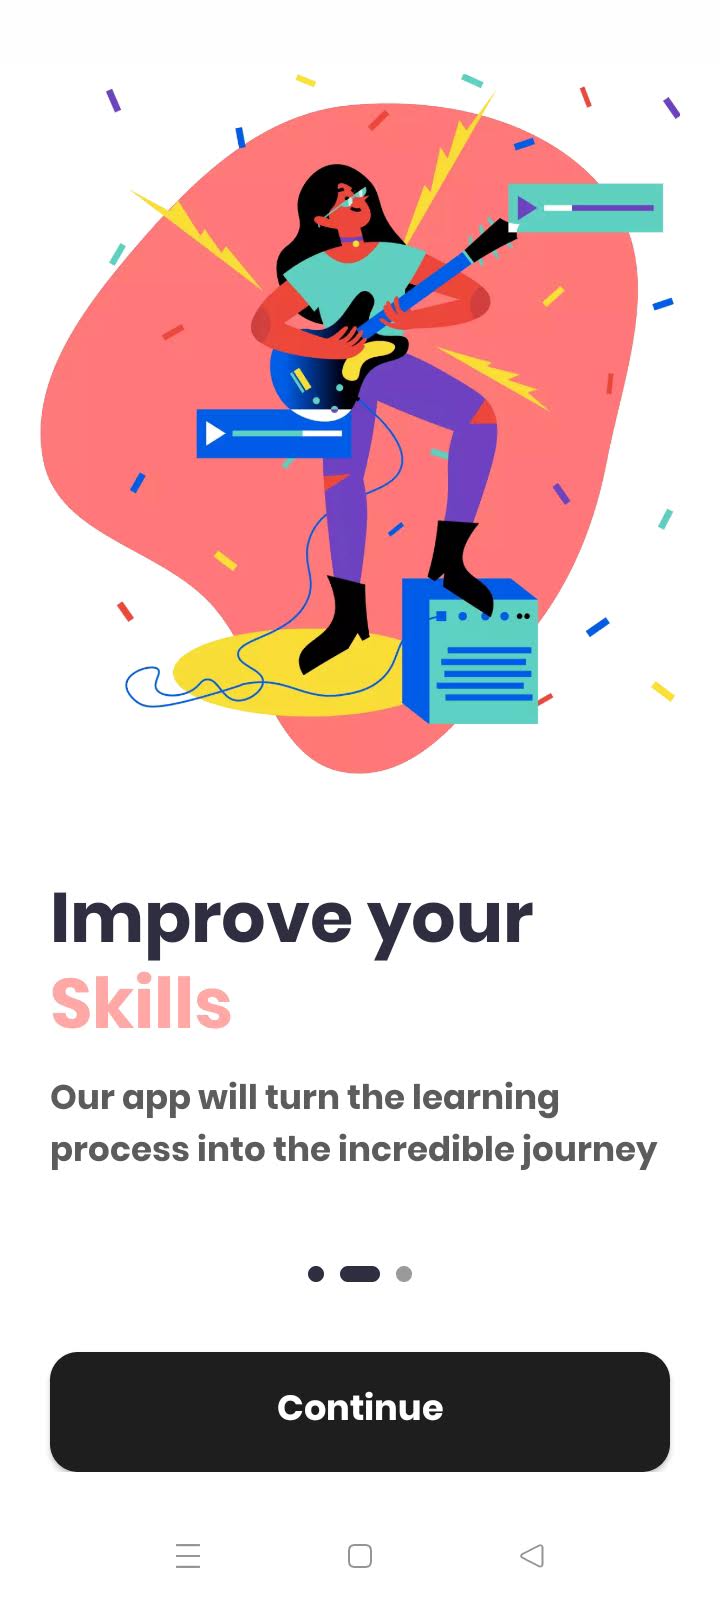 Improve your
Skills
Our app will turn the learning
process into the incredible journey
Continue